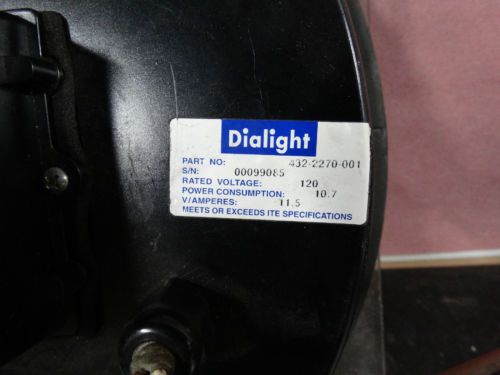 Dialight
PART NO: 432-2270-001
S/N: 00099085
RATED VOLTAGE: 120
POWER CONSUMPTION: 10.7
V/AMPERES: 11.5
MEETS OR EXCEEDS ITE SPECIFICATIONS